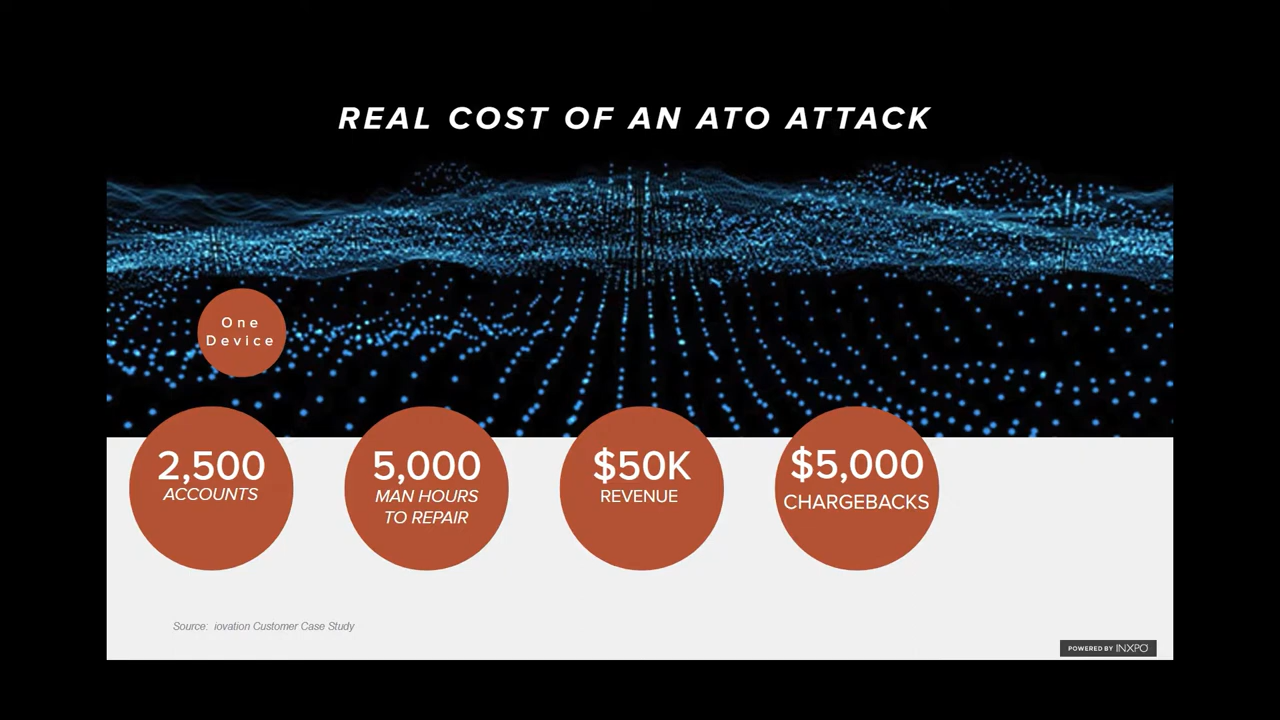 REAL COST OF AN ATO ATTACK
One
Device
2,500
ACCOUNTS
5,000
MAN HOURS
TO REPAIR
$50K
REVENUE
$5,000
CHARGEBACKS
Source: iovation Customer Case Study
POWERED BY INXPO